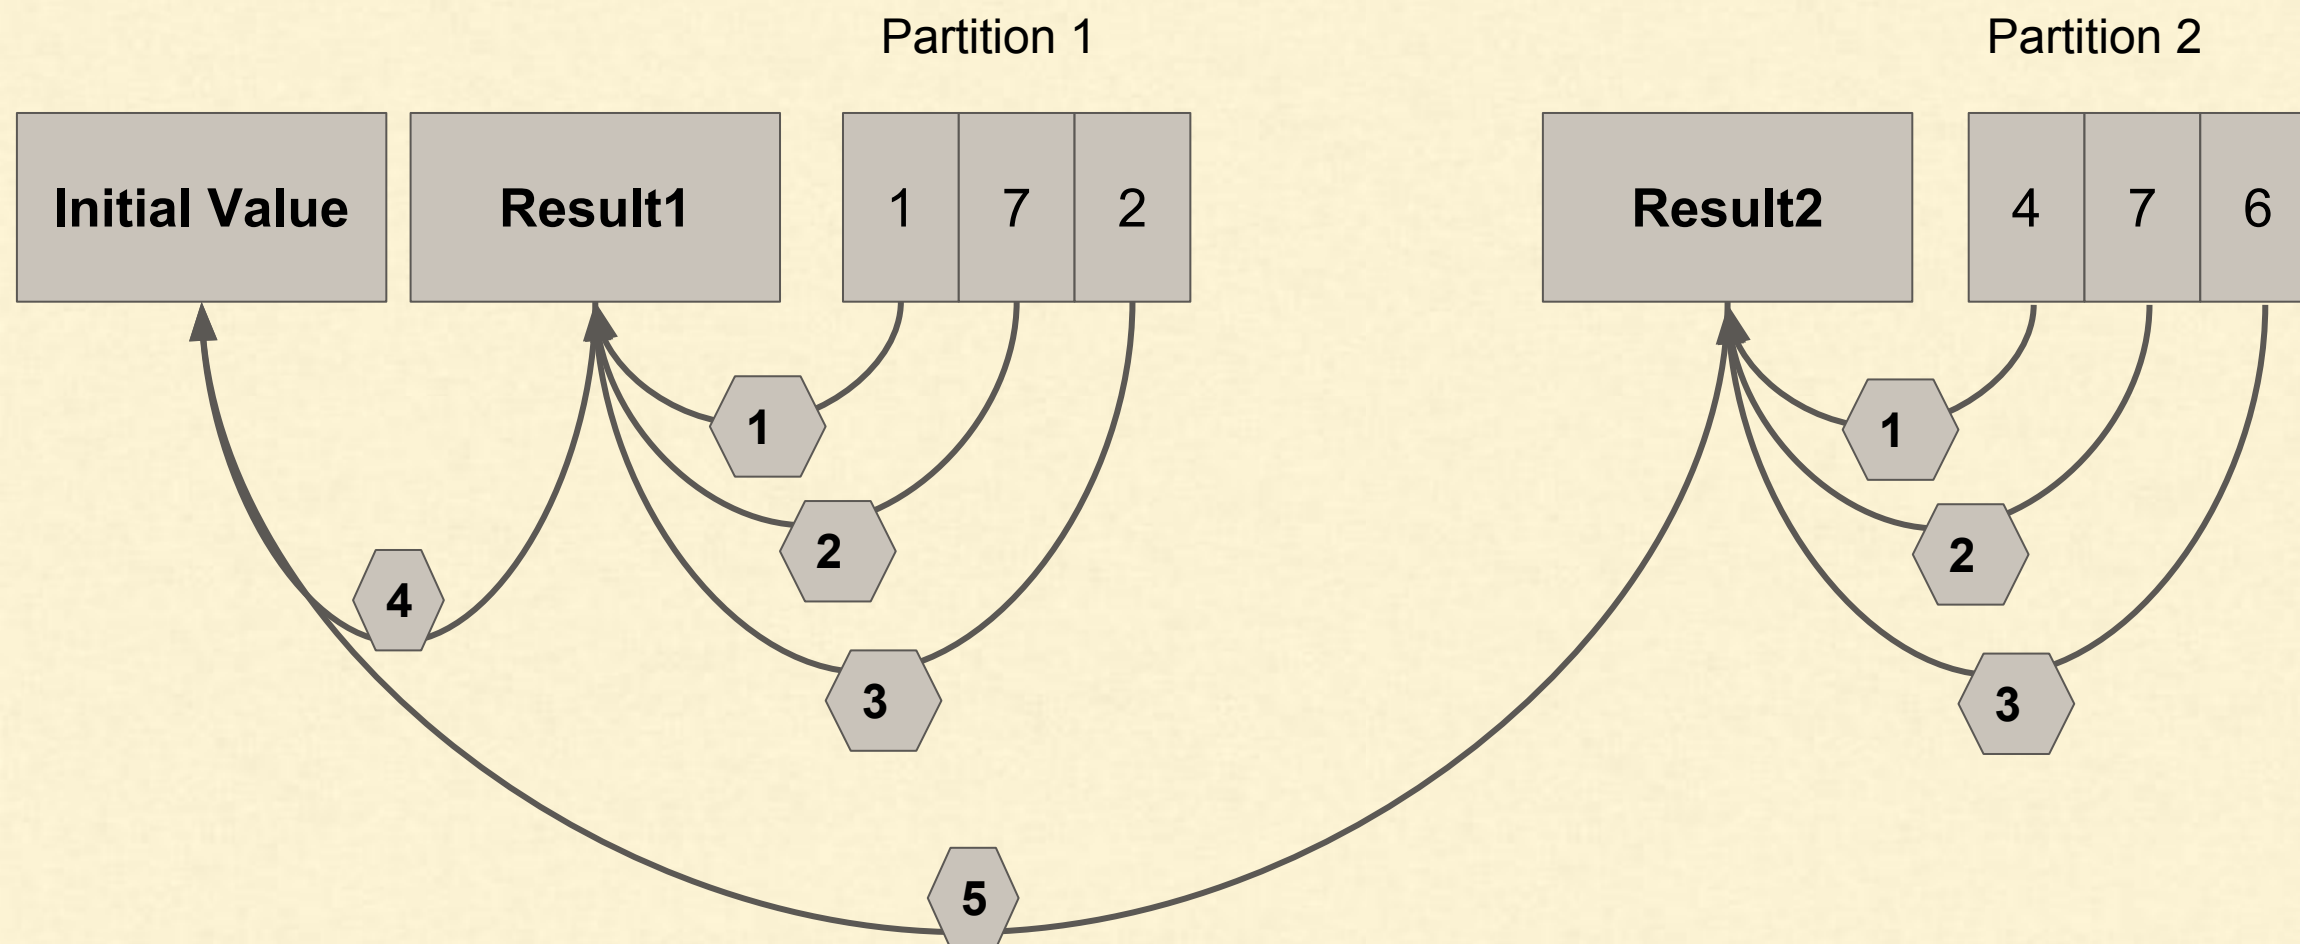 Partition 1
Partition 2
Initial Value
Result1
1 7 2
Result2
4 7 6
1
1
2
2
4
3
3
5